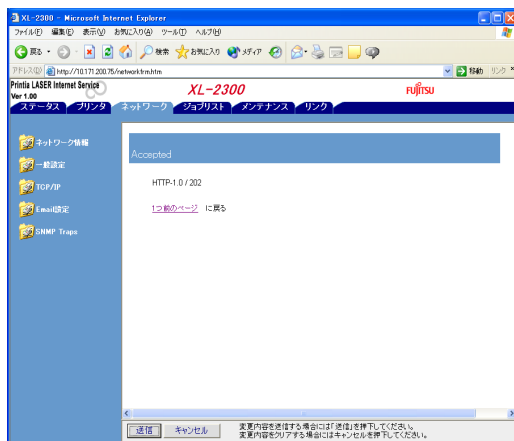 XL-2300 - Microsoft Internet Explorer
ファイル(F) 編集(E) 表示(V) お気に入り(A) ツール(T) ヘルプ(H)
戻る 検索 お気に入り メディア
アドレス(D) http://10.171.200.75/networkfrm.htm 移動 リンク
Printia LASER Internet Service
Ver 1.00
XL-2300
FUJITSU
ステータス プリンタ ネットワーク ジョブリスト メンテナンス リンク
ネットワーク情報
一般設定
TCP/IP
Email設定
SNMP Traps
Accepted
HTTP-1.0 / 202
1つ前のページ に戻る
送信 キャンセル
変更内容を送信する場合には「送信」を押下してください。
変更内容をクリアする場合にはキャンセルを押下してください。